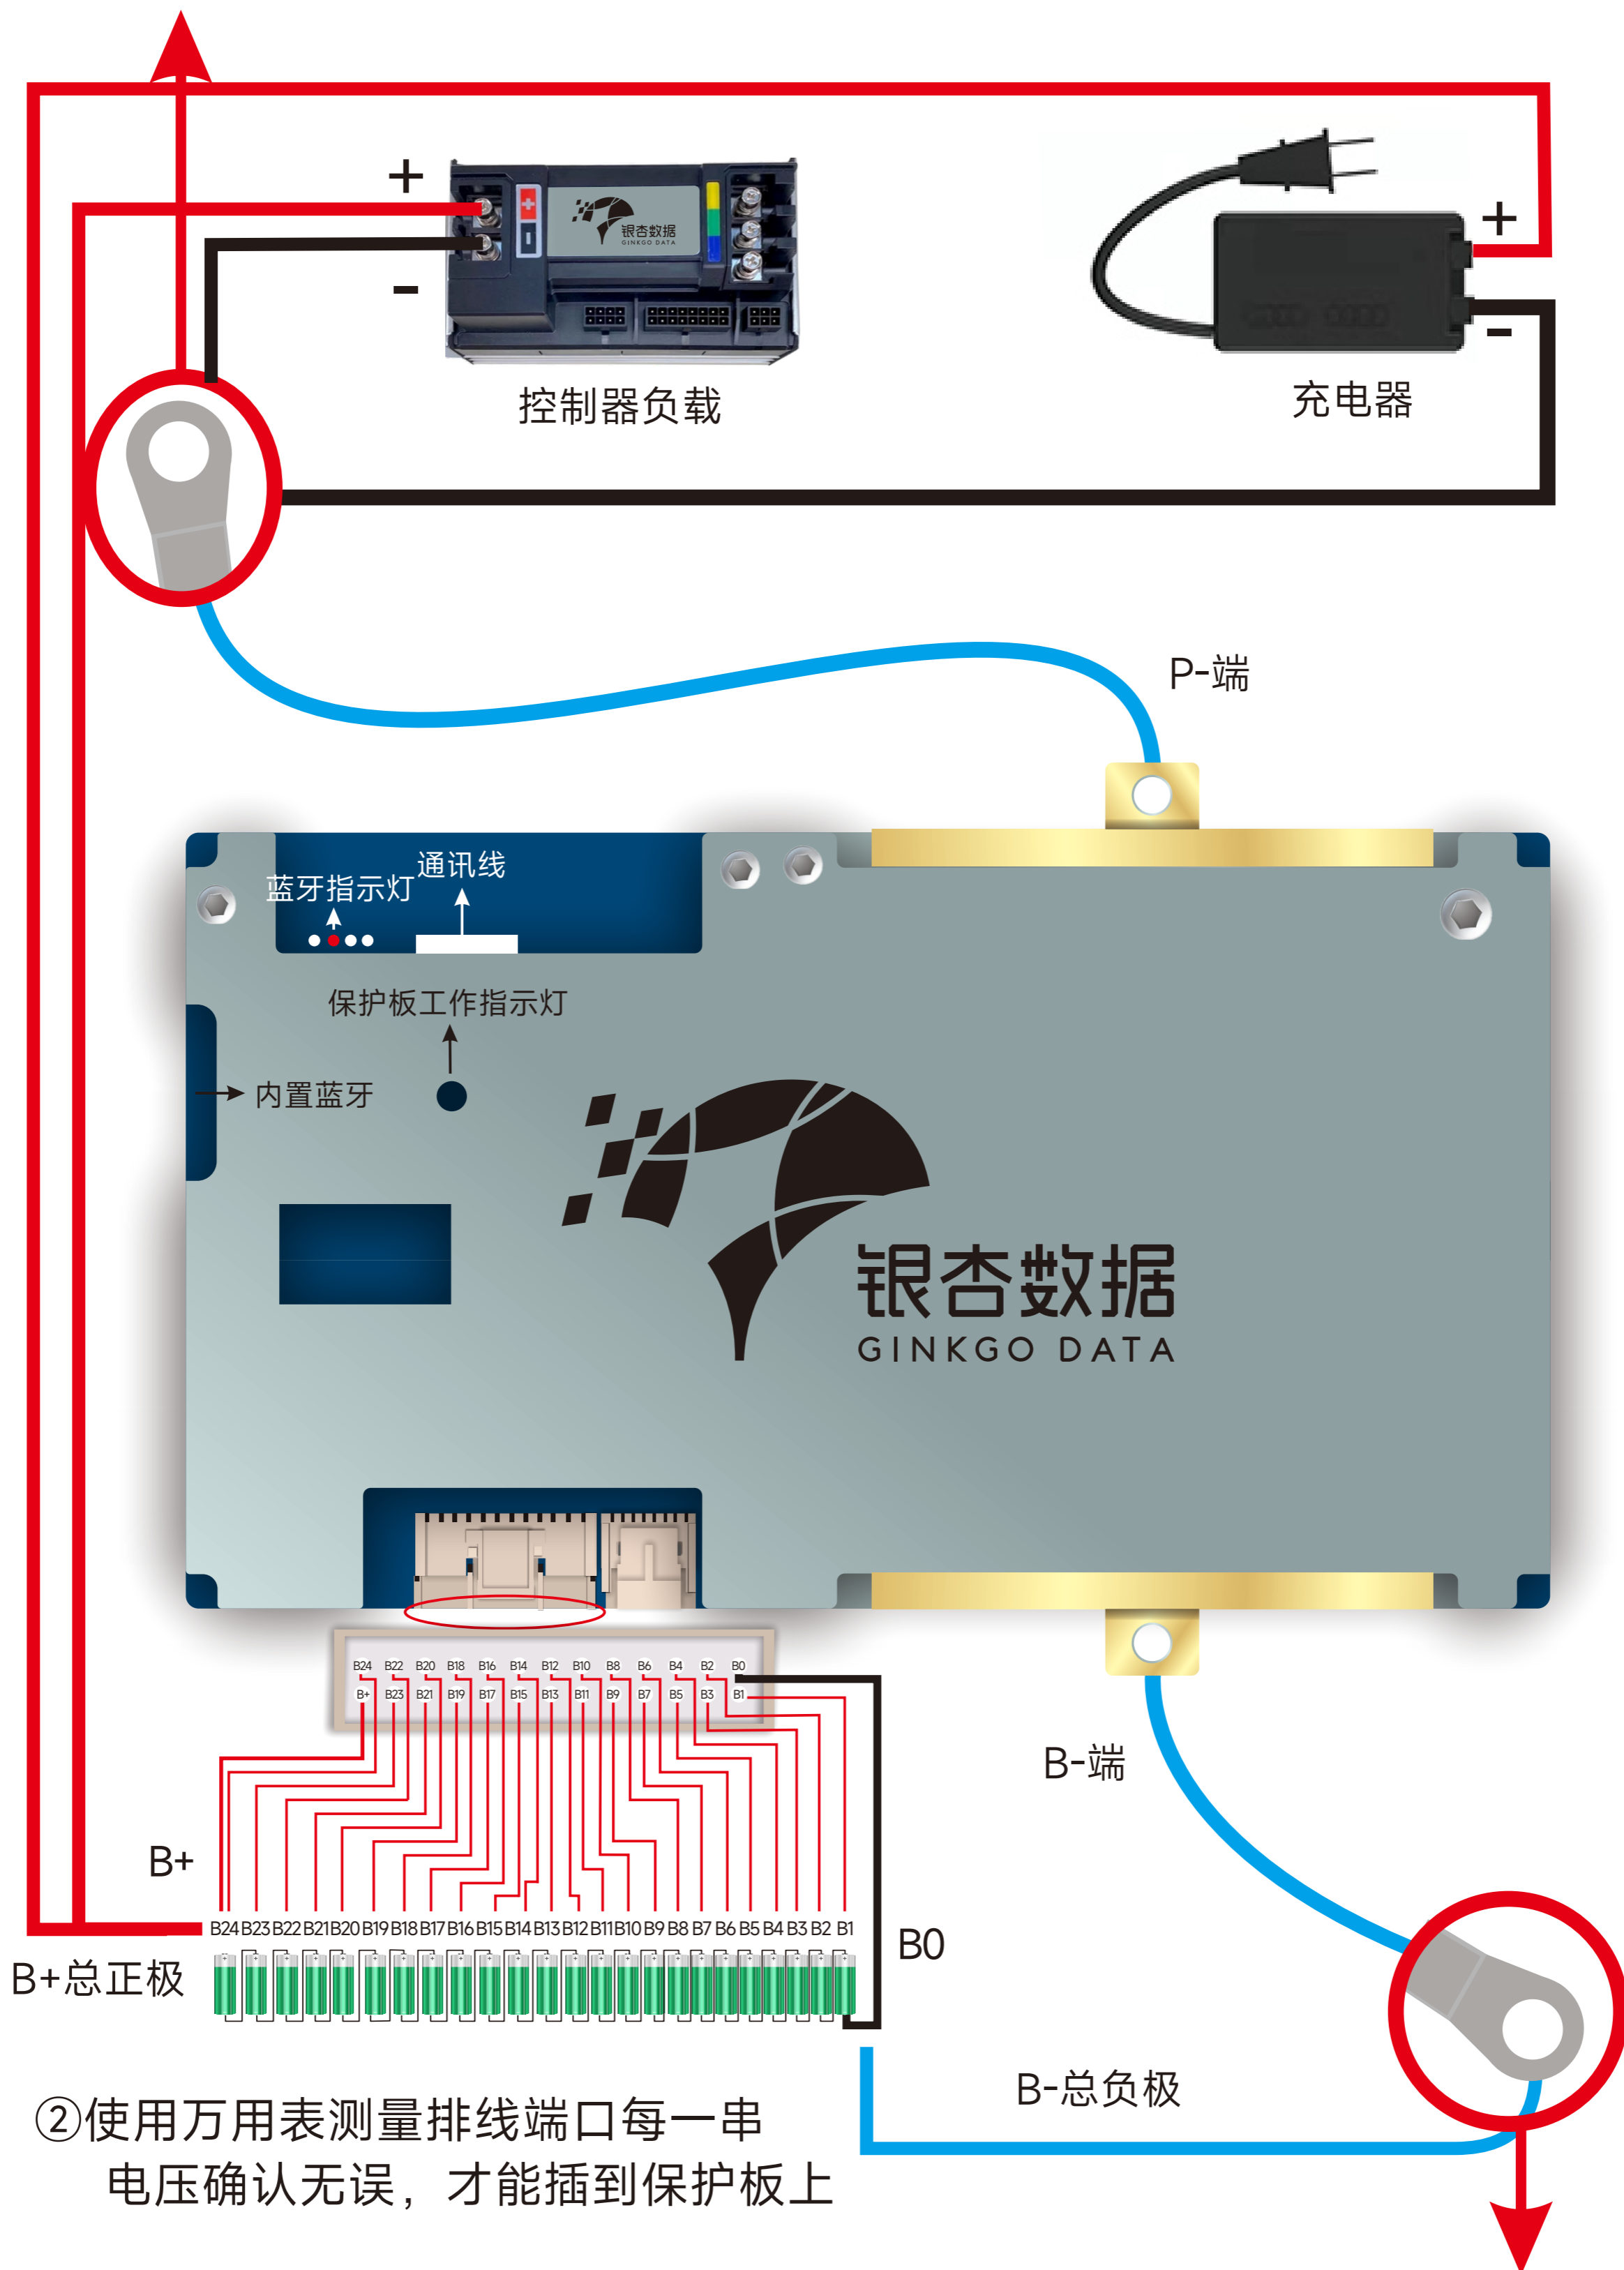 +
-
银杏数据
GINKGO DATA
控制器负载
+
-
充电器
P-端
通讯线
蓝牙指示灯
保护板工作指示灯
内置蓝牙
银杏数据
GINKGO DATA
B24 B22 B20 B18 B16 B14 B12 B10 B8 B6 B4 B2 B0
B+ B23 B21 B19 B17 B15 B13 B11 B9 B7 B5 B3 B1
B-端
B+
B24 B23 B22 B21 B20 B19 B18 B17 B16 B15 B14 B13 B12 B11 B10 B9 B8 B7 B6 B5 B4 B3 B2 B1
B0
B+总正极
B-总负极
②使用万用表测量排线端口每一串
电压确认无误，才能插到保护板上